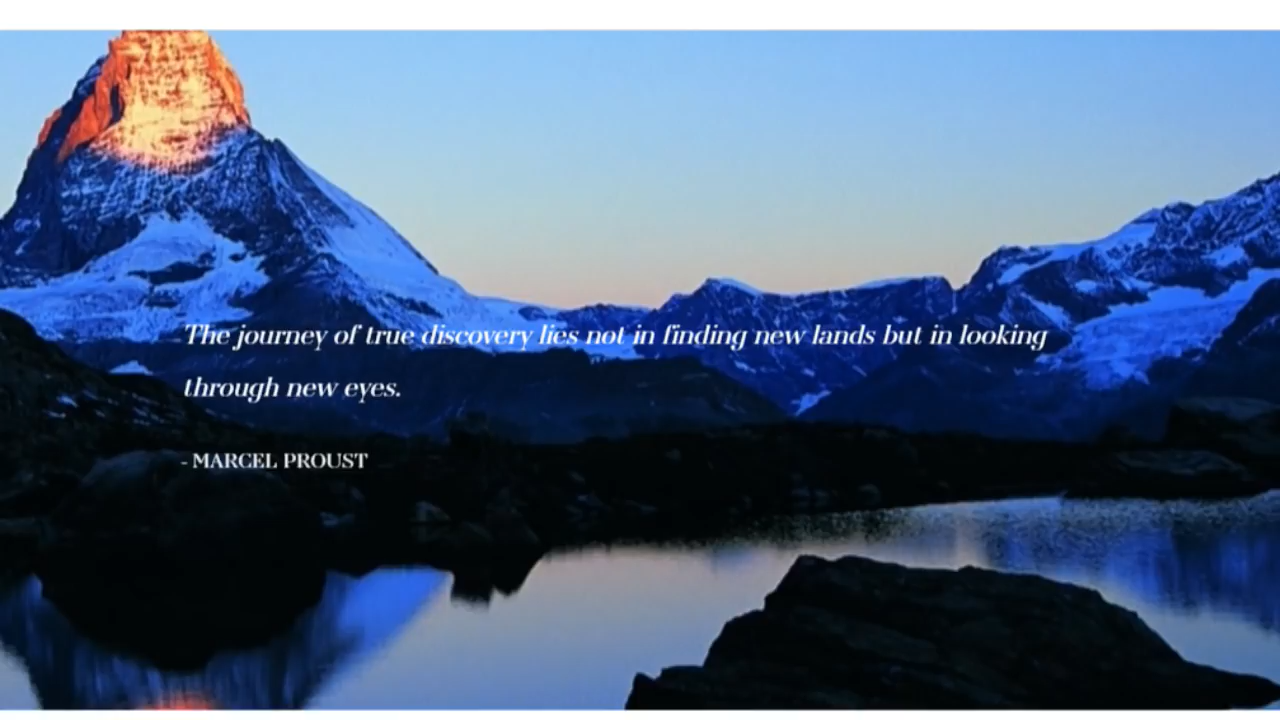 The journey of true discovery lies not in finding new lands but in looking
through new eyes.
- MARCEL PROUST